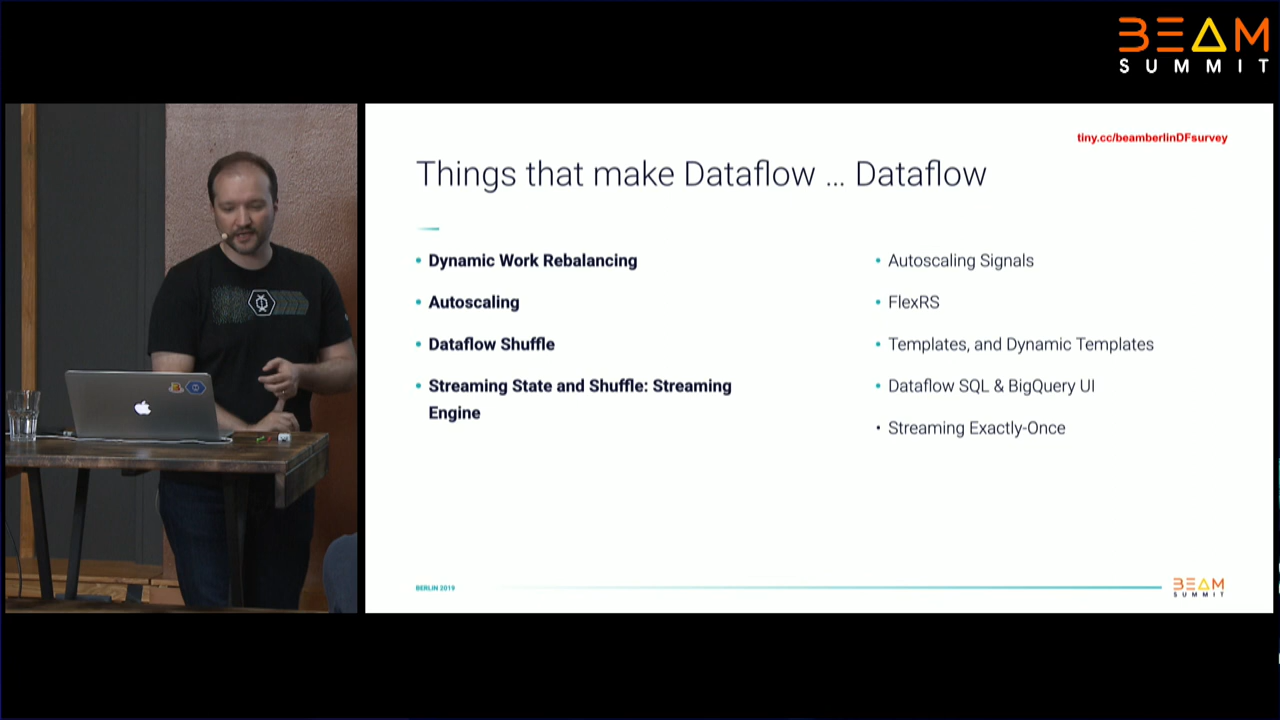 BEAM
SUMMIT
tiny.cc/beamberlinDFsurvey
Things that make Dataflow ... Dataflow
• Dynamic Work Rebalancing
• Autoscaling
• Dataflow Shuffle
• Streaming State and Shuffle: Streaming
Engine
• Autoscaling Signals
• FlexRS
• Templates, and Dynamic Templates
• Dataflow SQL & BigQuery UI
• Streaming Exactly-Once
BERLIN 2019
BEAM
SUMMIT